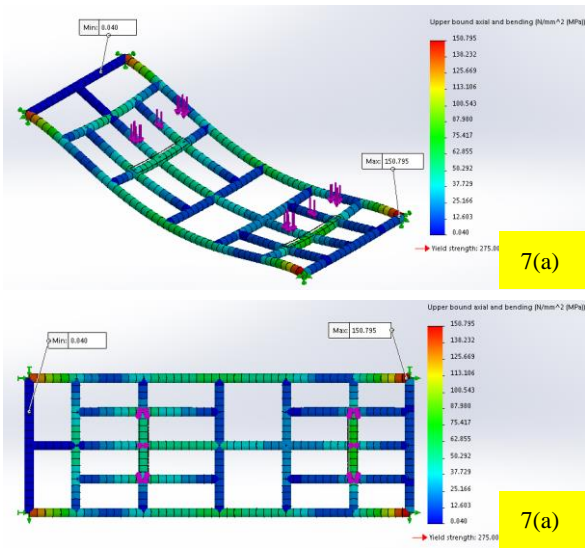 Upper bound axial and bending (N/mm^2 (MPa))
Min: 0.040
150.795
138.232
125.669
113.106
100.543
87.980
75.417
62.855
50.292
37.729
25.166
12.603
0.040
Max: 150.795
Yield strength: 275.00
7(a)
Upper bound axial and bending (N/mm^2 (MPa))
Min: 0.040
Max: 150.795
150.795
138.232
125.669
113.106
100.543
87.980
75.417
62.855
50.292
37.729
25.166
12.603
0.040
Yield strength: 275.00
7(a)